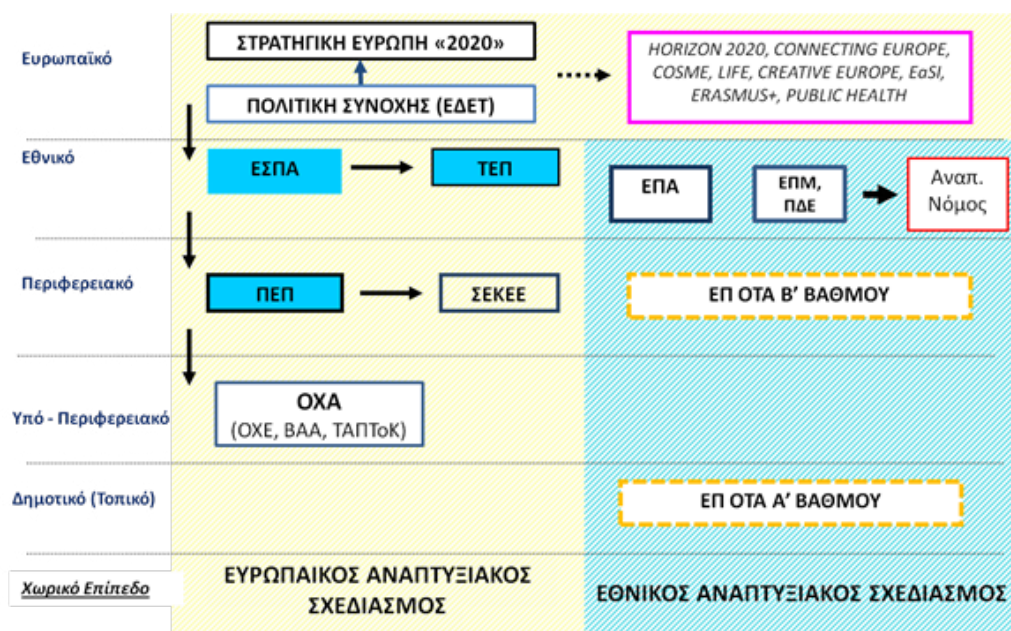 Ευρωπαϊκό
ΣΤΡΑΤΗΓΙΚΗ ΕΥΡΩΠΗ «2020»
ΠΟΛΙΤΙΚΗ ΣΥΝΟΧΗΣ (ΕΔΕΤ)
HORIZON 2020, CONNECTING EUROPE,
COSME, LIFE, CREATIVE EUROPE, EaSI,
ERASMUS+, PUBLIC HEALTH
Εθνικό
ΕΣΠΑ
ΤΕΠ
ΕΠΑ
ΕΠΜ,
ΠΔΕ
Αναπ.
Νόμος
Περιφερειακό
ΠΕΠ
ΣΕΚΕΕ
ΕΠ ΟΤΑ Β’ ΒΑΘΜΟΥ
Υπό - Περιφερειακό
ΟΧΑ
(ΟΧΕ, ΒΑΑ, ΤΑΠΤοΚ)
Δημοτικό (Τοπικό)
ΕΠ ΟΤΑ Α’ ΒΑΘΜΟΥ
Χωρικό Επίπεδο
ΕΥΡΩΠΑΙΚΟΣ ΑΝΑΠΤΥΞΙΑΚΟΣ
ΣΧΕΔΙΑΣΜΟΣ
ΕΘΝΙΚΟΣ ΑΝΑΠΤΥΞΙΑΚΟΣ ΣΧΕΔΙΑΣΜΟΣ